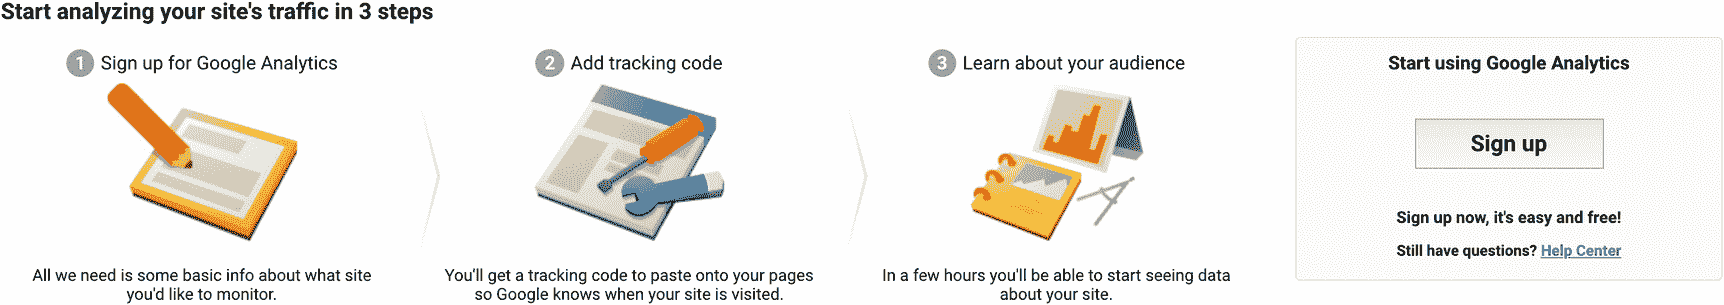 Start analyzing your site's traffic in 3 steps
1 Sign up for Google Analytics
All we need is some basic info about what site
you'd like to monitor.
2 Add tracking code
You'll get a tracking code to paste onto your pages
so Google knows when your site is visited.
3 Learn about your audience
In a few hours you'll be able to start seeing data
about your site.
Start using Google Analytics
Sign up
Sign up now, it's easy and free!
Still have questions? Help Center